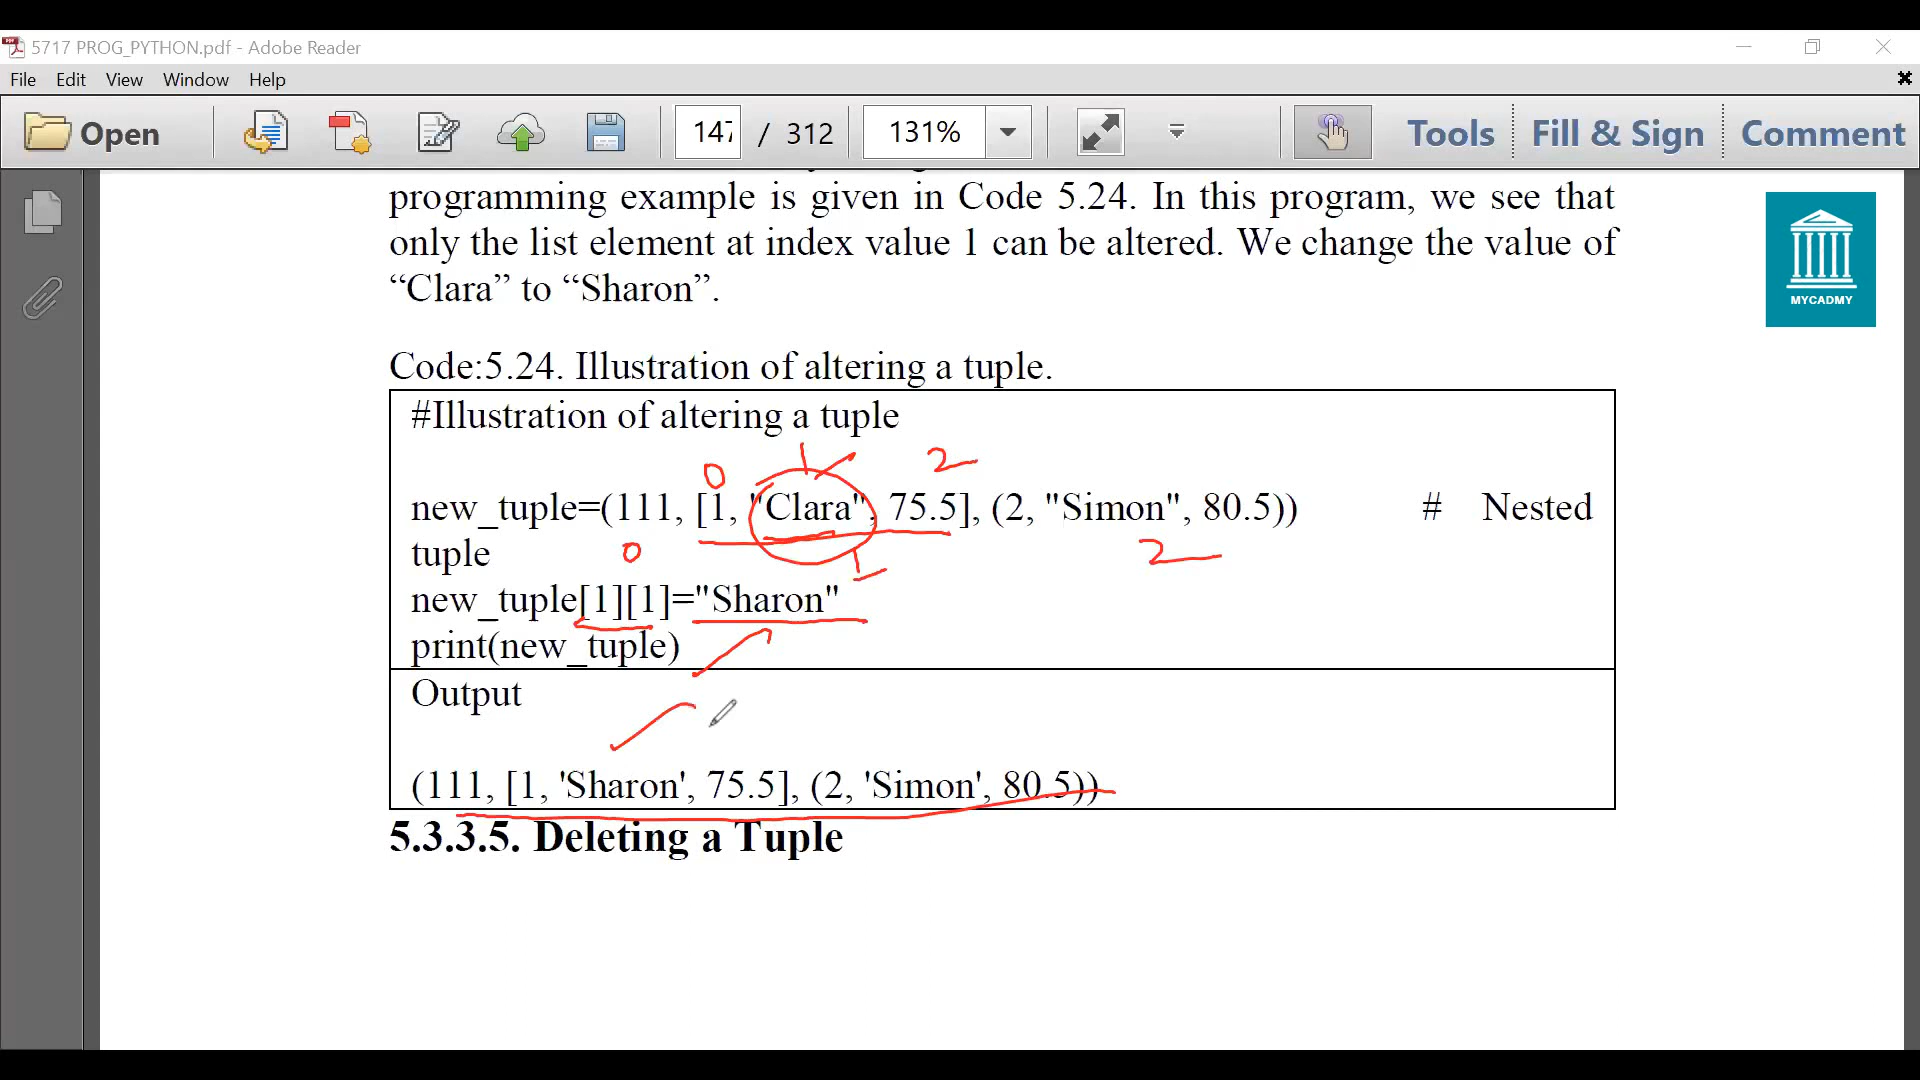 5717 PROG_PYTHON.pdf - Adobe Reader
File Edit View Window Help
Open 147 / 312 131% Tools Fill & Sign Comment
programming example is given in Code 5.24. In this program, we see that
only the list element at index value 1 can be altered. We change the value of
“Clara” to “Sharon”.
MYCADMY
Code:5.24. Illustration of altering a tuple.
#Illustration of altering a tuple
0 1 2
new_tuple=(111, [1, "Clara", 75.5], (2, "Simon", 80.5)) # Nested
tuple
0 1 2
new_tuple[1][1]="Sharon"
print(new_tuple)
Output
(111, [1, 'Sharon', 75.5], (2, 'Simon', 80.5))
5.3.3.5. Deleting a Tuple